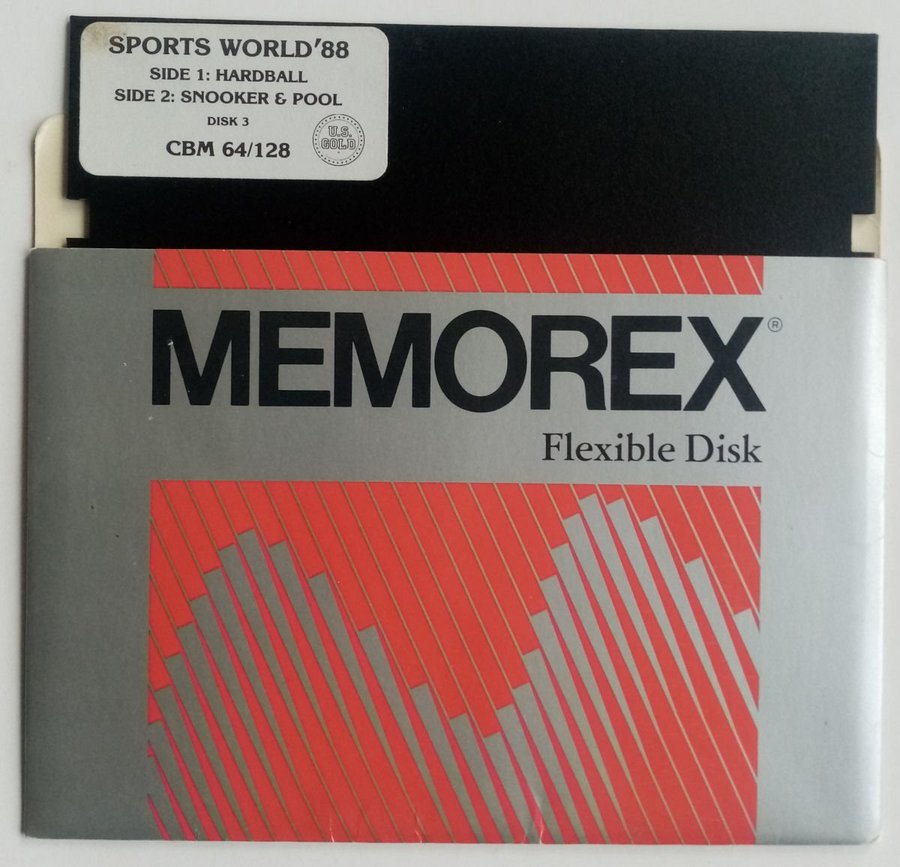 SPORTS WORLD'88
SIDE 1: HARDBALL
SIDE 2: SNOOKER & POOL
DISK 3
CBM 64/128
U.S.
GOLD
MEMOREX®
Flexible Disk